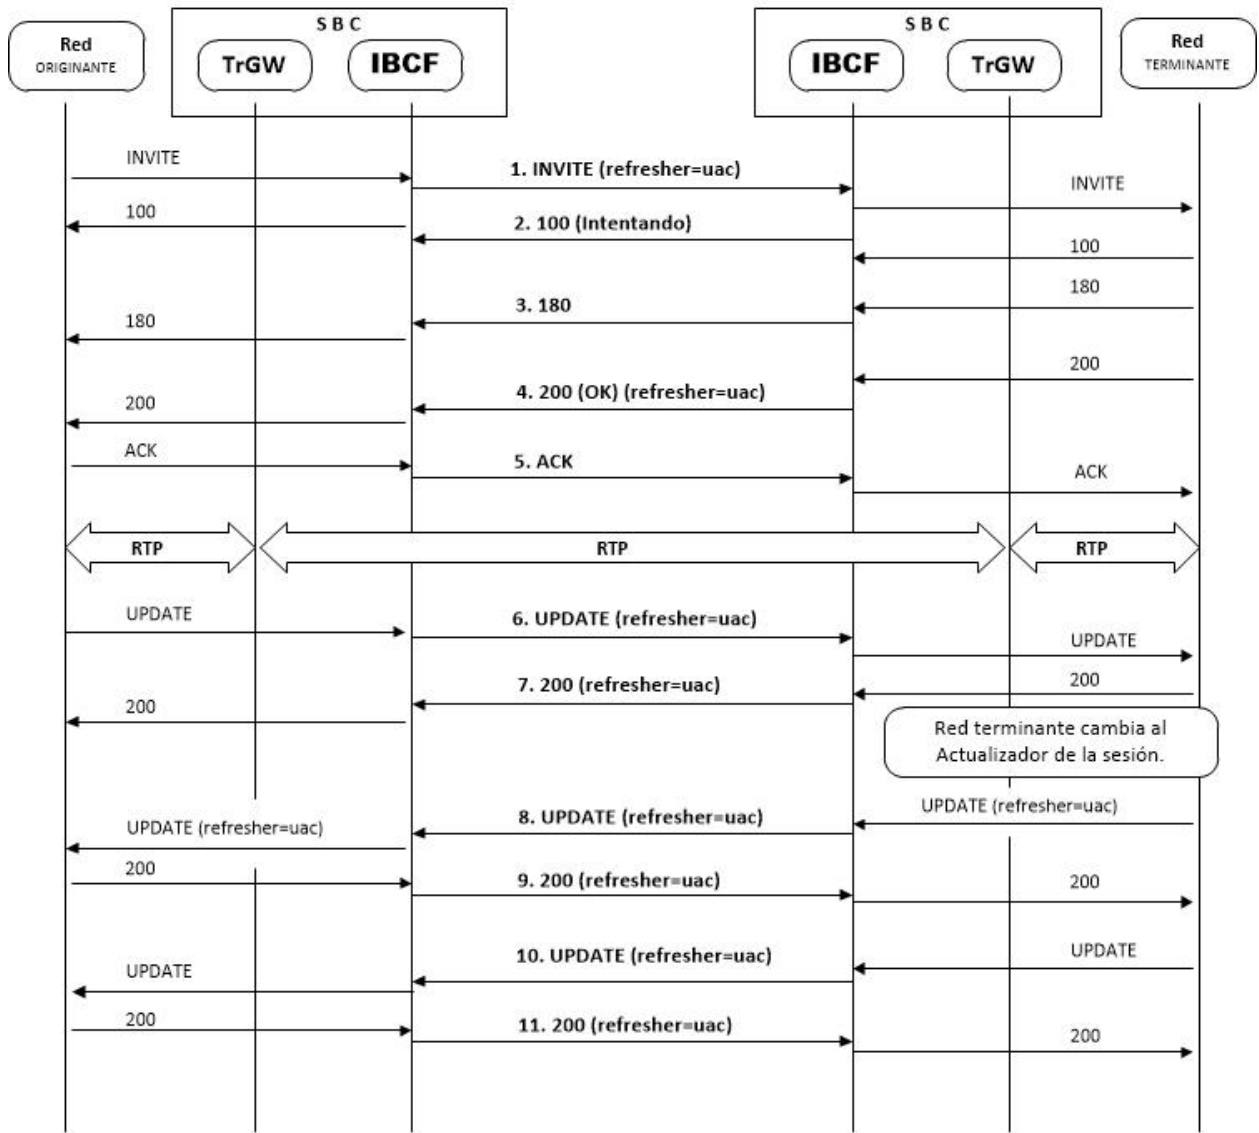 S B C
S B C
Red
ORIGINANTE
TrGW
IBCF
IBCF
TrGW
Red
TERMINANTE
INVITE
1. INVITE (refresher=uac)
INVITE
100
2. 100 (Intentando)
100
180
3. 180
180
200
4. 200 (OK) (refresher=uac)
200
ACK
5. ACK
ACK
RTP
RTP
RTP
UPDATE
6. UPDATE (refresher=uac)
UPDATE
200
7. 200 (refresher=uac)
200
Red terminante cambia al
Actualizador de la sesión.
UPDATE (refresher=uac)
8. UPDATE (refresher=uac)
UPDATE (refresher=uac)
200
9. 200 (refresher=uac)
200
UPDATE
10. UPDATE (refresher=uac)
UPDATE
200
11. 200 (refresher=uac)
200